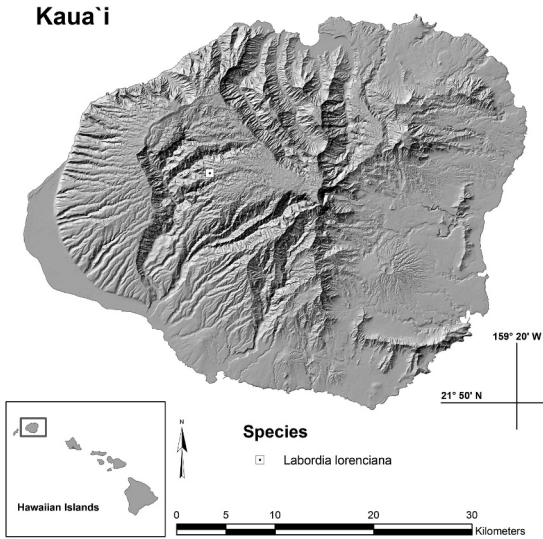 Kaua`i
159° 20' W
21° 50' N
N
Species
Labordia lorenciana
Hawaiian Islands
0 5 10 20 30
Kilometers